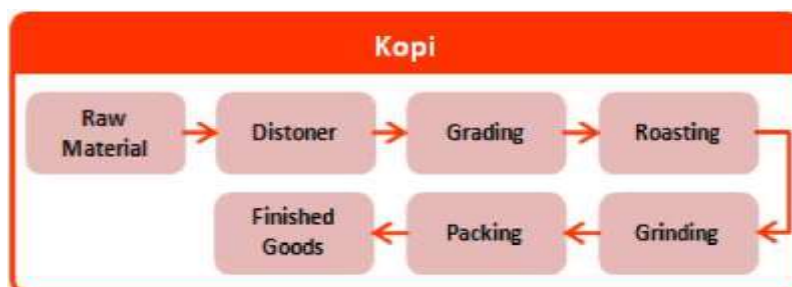 Kopi
Raw
Material
Distoner
Grading
Roasting
Grinding
Packing
Finished
Goods